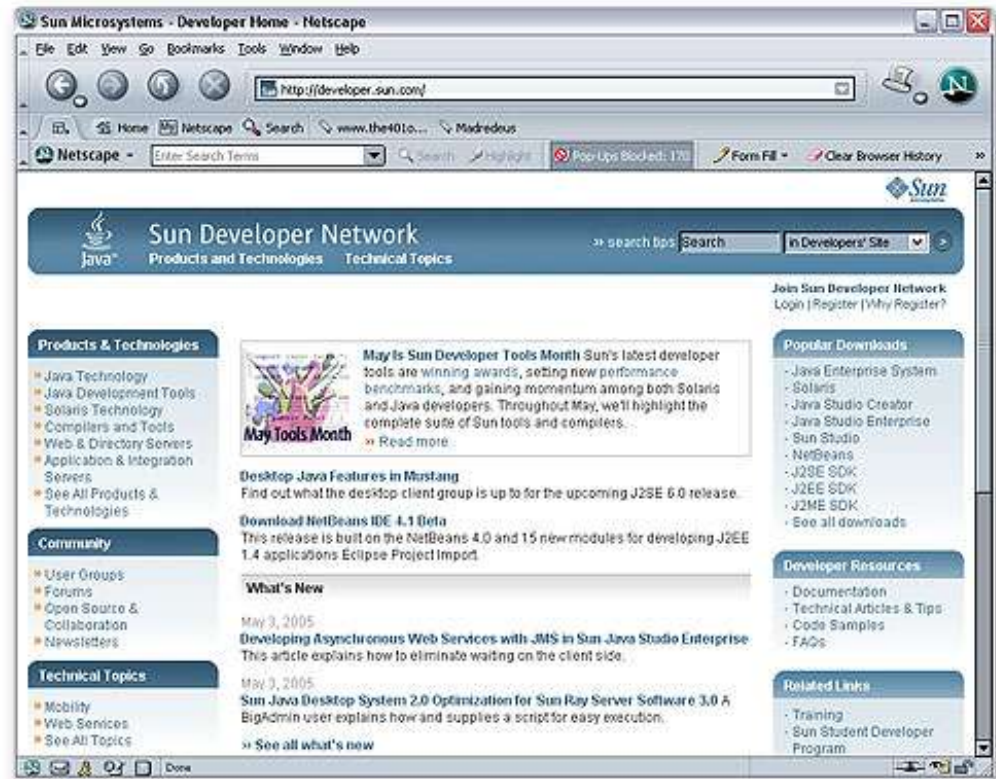 Sun Microsystems - Developer Home - Netscape
File Edit View Go Bookmarks Tools Window Help
http://developer.sun.com/
Home My Netscape Search www.the401o... Madredeus
Netscape Enter Search Terms Search Highlight Pop-Ups Blocked: 170 Form Fill Clear Browser History »
Sun
Java
Sun Developer Network
» search tips Search in Developers' Site
Products and Technologies Technical Topics
Join Sun Developer Network
Login | Register | Why Register?
Products & Technologies
» Java Technology
» Java Development Tools
» Solaris Technology
» Compilers and Tools
» Web & Directory Servers
» Application & Integration
Servers
» See All Products &
Technologies
Community
» User Groups
» Forums
» Open Source &
Collaboration
» Newsletters
Technical Topics
» Mobility
» Web Services
» See All Topics
May Tools Month
May Is Sun Developer Tools Month Sun's latest developer
tools are winning awards, setting new performance
benchmarks, and gaining momentum among both Solaris
and Java developers. Throughout May, we'll highlight the
complete suite of Sun tools and compilers.
» Read more
Desktop Java Features in Mustang
Find out what the desktop client group is up to for the upcoming J2SE 6.0 release.
Download NetBeans IDE 4.1 Beta
This release is built on the NetBeans 4.0 and 15 new modules for developing J2EE
1.4 applications Eclipse Project Import.
What's New
May 3, 2005
Developing Asynchronous Web Services with JMS in Sun Java Studio Enterprise
This article explains how to eliminate waiting on the client side.
May 3, 2005
Sun Java Desktop System 2.0 Optimization for Sun Ray Server Software 3.0 A
BigAdmin user explains how and supplies a script for easy execution.
» See all what's new
Popular Downloads
- Java Enterprise System
- Solaris
- Java Studio Creator
- Java Studio Enterprise
- Sun Studio
- NetBeans
- J2SE SDK
- J2EE SDK
- J2ME SDK
- See all downloads
Developer Resources
- Documentation
- Technical Articles & Tips
- Code Samples
- FAQs
Related Links
- Training
- Sun Student Developer
Program
Done